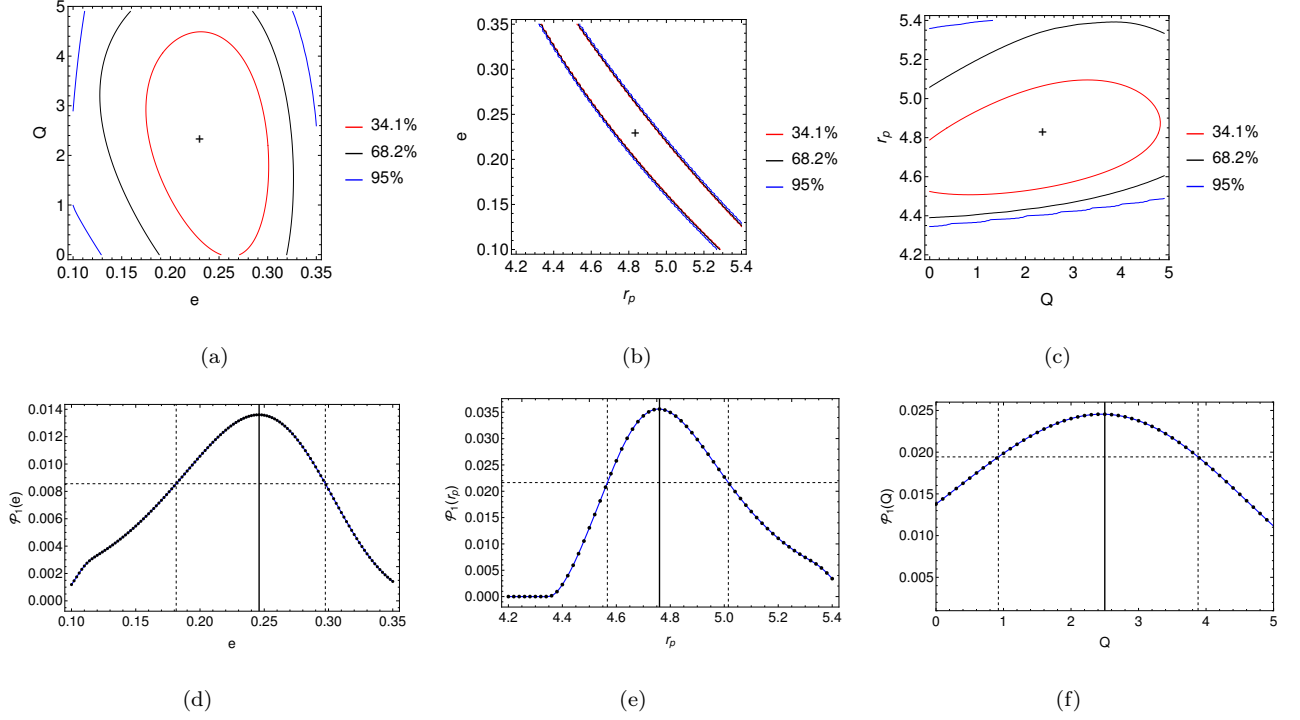 5
4
3
2
1
0
Q
0.10 0.15 0.20 0.25 0.30 0.35
e
34.1%
68.2%
95%
(a)
0.35
0.30
0.25
0.20
0.15
0.10
e
4.2 4.4 4.6 4.8 5.0 5.2 5.4
r_p
34.1%
68.2%
95%
(b)
5.4
5.2
5.0
4.8
4.6
4.4
4.2
r_p
0 1 2 3 4 5
Q
34.1%
68.2%
95%
(c)
0.014
0.012
0.010
0.008
0.006
0.004
0.002
0.000
𝒫₁(e)
0.10 0.15 0.20 0.25 0.30 0.35
e
(d)
0.035
0.030
0.025
0.020
0.015
0.010
0.005
0.000
𝒫₁(r_p)
4.2 4.4 4.6 4.8 5.0 5.2 5.4
r_p
(e)
0.025
0.020
0.015
0.010
0.005
𝒫₁(Q)
0 1 2 3 4 5
Q
(f)